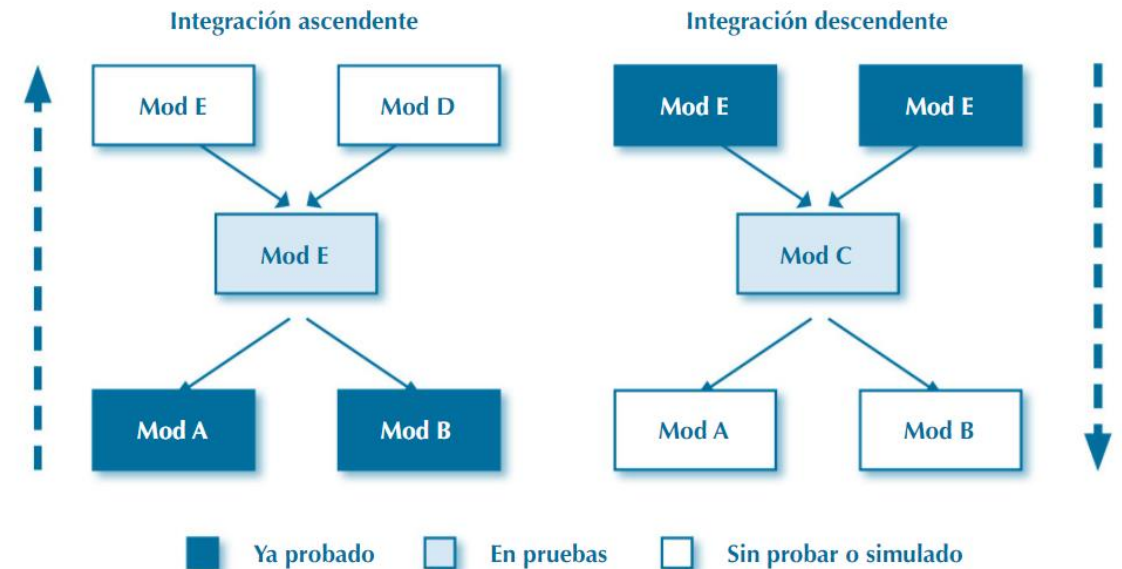 Integración ascendente
Integración descendente
Mod E
Mod D
Mod E
Mod E
Mod E
Mod C
Mod A
Mod B
Mod A
Mod B
Ya probado
En pruebas
Sin probar o simulado